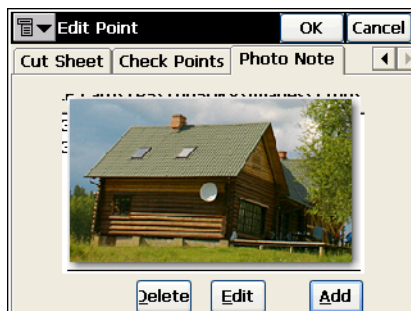 Edit Point
OK
Cancel
Cut Sheet
Check Points
Photo Note
Delete
Edit
Add